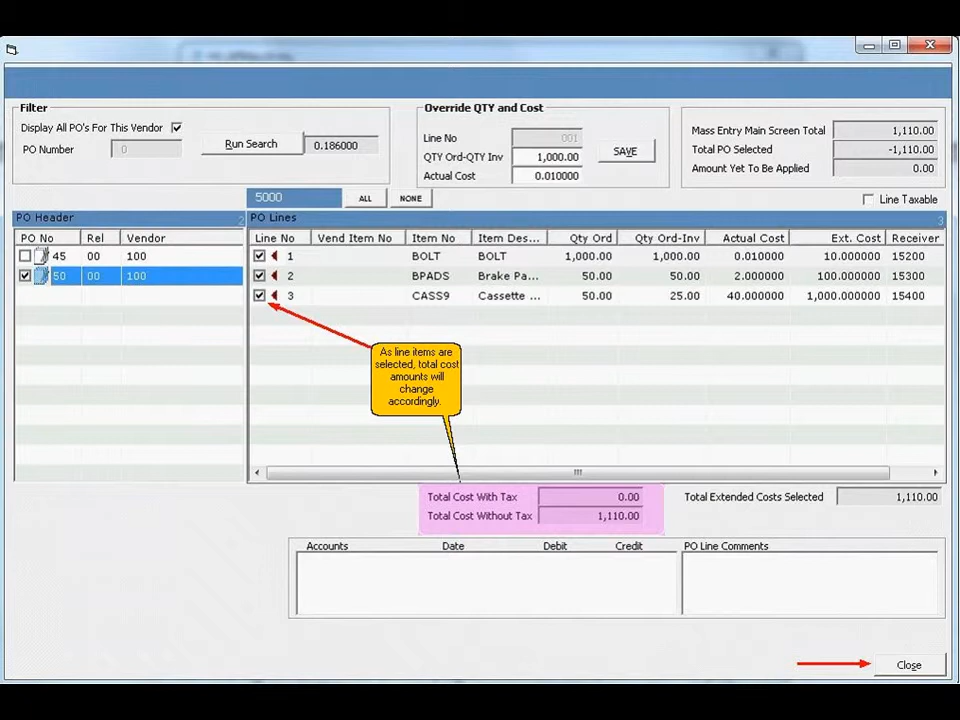 Filter
Display All PO's For This Vendor
PO Number 0
Run Search 0.186000
Override QTY and Cost
Line No 001
QTY Ord-QTY Inv 1,000.00
Actual Cost 0.010000
SAVE
Mass Entry Main Screen Total 1,110.00
Total PO Selected -1,110.00
Amount Yet To Be Applied 0.00
5000 ALL NONE
Line Taxable
PO Header 2
PO Lines 3
PO No Rel Vendor
45 00 100
50 00 100
Line No Vend Item No Item No Item Des... Qty Ord Qty Ord-Inv Actual Cost Ext. Cost Receiver
1 BOLT BOLT 1,000.00 1,000.00 0.010000 10.000000 15200
2 BPADS Brake Pa... 50.00 50.00 2.000000 100.000000 15300
3 CASS9 Cassette ... 50.00 25.00 40.000000 1,000.000000 15400
As line items are
selected, total cost
amounts will
change
accordingly.
Total Cost With Tax 0.00
Total Cost Without Tax 1,110.00
Total Extended Costs Selected 1,110.00
Accounts Date Debit Credit
PO Line Comments
Close